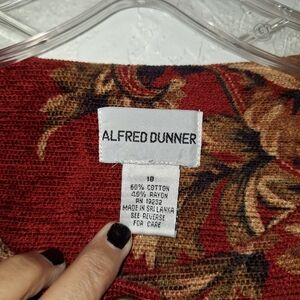 ALFRED DUNNER
18
60% COTTON
40% RAYON
RN 19232
MADE IN SRI LANKA
SEE REVERSE
FOR CARE